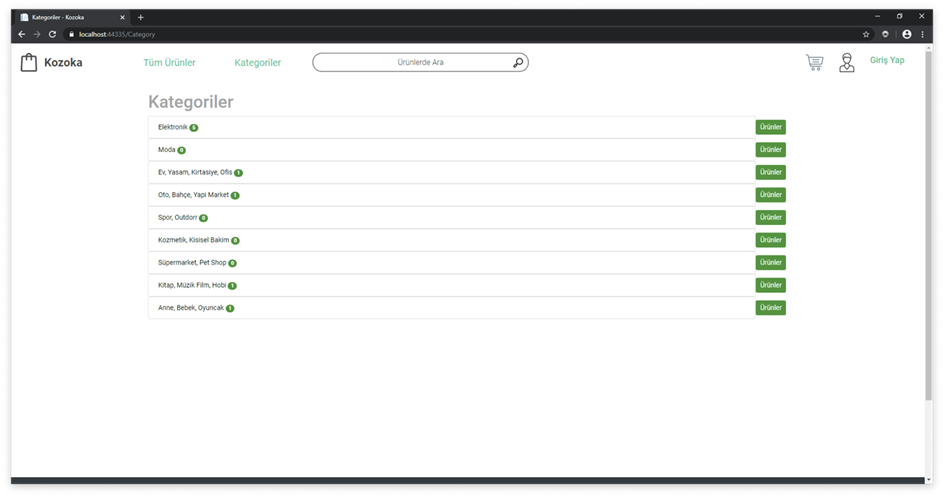 Kategoriler - Kozoka
localhost:44335/Category
Kozoka
Tüm Ürünler
Kategoriler
Ürünlerde Ara
Giriş Yap
Kategoriler
Elektronik 5 Ürünler
Moda 0 Ürünler
Ev, Yasam, Kirtasiye, Ofis 1 Ürünler
Oto, Bahçe, Yapi Market 1 Ürünler
Spor, Outdorr 0 Ürünler
Kozmetik, Kisisel Bakim 0 Ürünler
Süpermarket, Pet Shop 0 Ürünler
Kitap, Müzik Film, Hobi 1 Ürünler
Anne, Bebek, Oyuncak 1 Ürünler